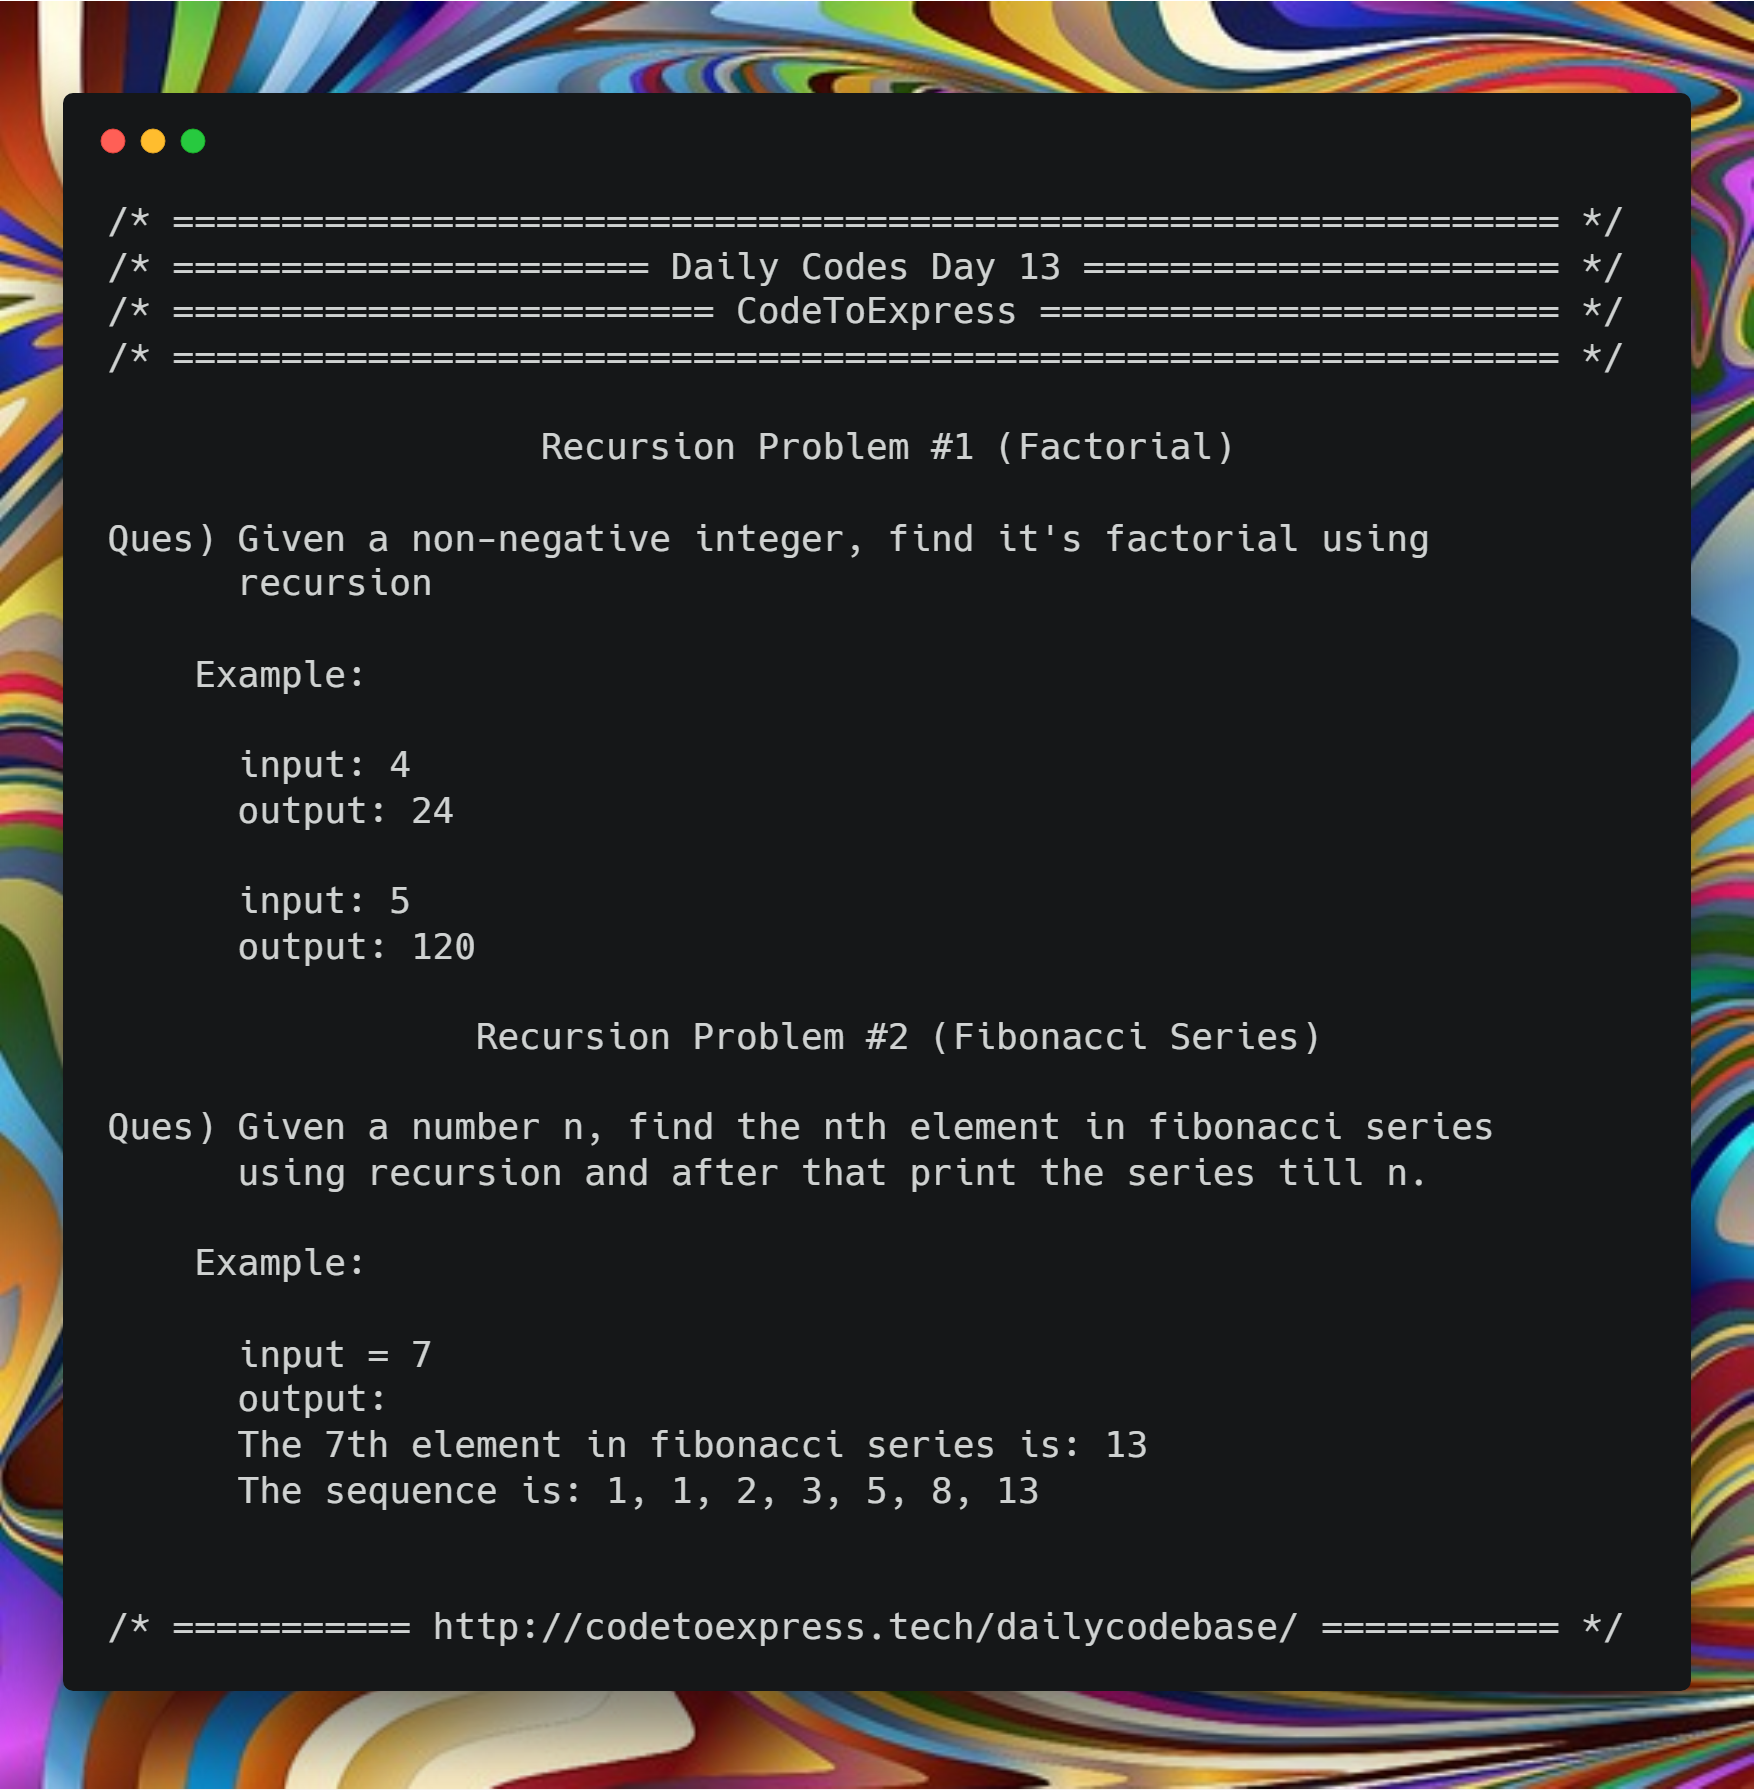 /* ================================================================ */
/* ====================== Daily Codes Day 13 ====================== */
/* ========================= CodeToExpress ======================== */
/* ================================================================ */
Recursion Problem #1 (Factorial)
Ques) Given a non-negative integer, find it's factorial using
recursion
Example:
input: 4
output: 24
input: 5
output: 120
Recursion Problem #2 (Fibonacci Series)
Ques) Given a number n, find the nth element in fibonacci series
using recursion and after that print the series till n.
Example:
input = 7
output:
The 7th element in fibonacci series is: 13
The sequence is: 1, 1, 2, 3, 5, 8, 13
/* =========== http://codetoexpress.tech/dailycodebase/ =========== */